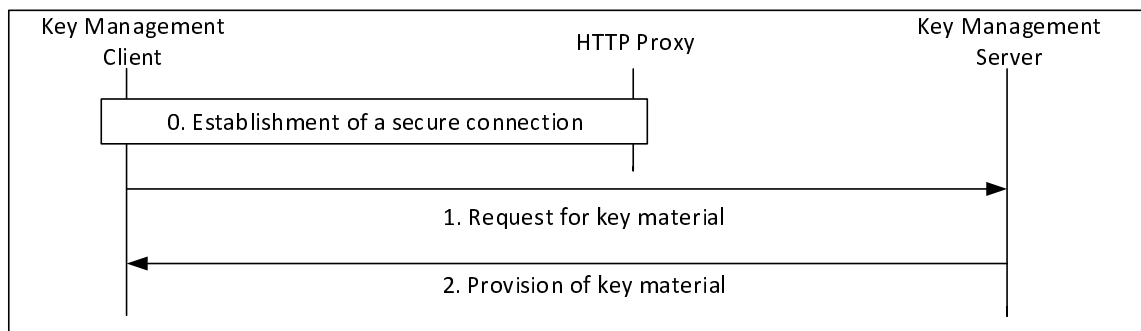 Key Management
Client
HTTP Proxy
Key Management
Server
0. Establishment of a secure connection
1. Request for key material
2. Provision of key material